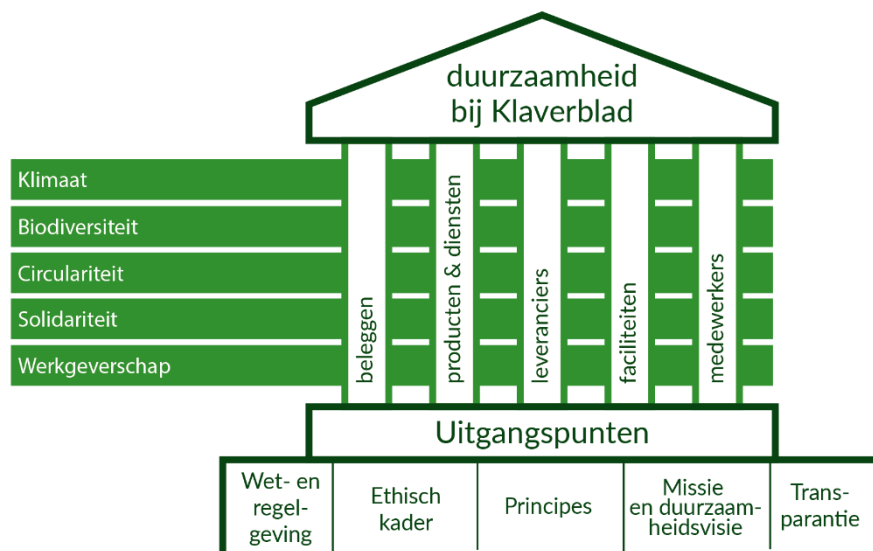 duurzaamheid
bij Klaverblad
Klimaat
Biodiversiteit
Circulariteit
Solidariteit
Werkgeverschap
beleggen
producten & diensten
leveranciers
faciliteiten
medewerkers
Uitgangspunten
Wet- en
regel-
geving
Ethisch
kader
Principes
Missie
en duurzaam-
heidsvisie
Trans-
parantie